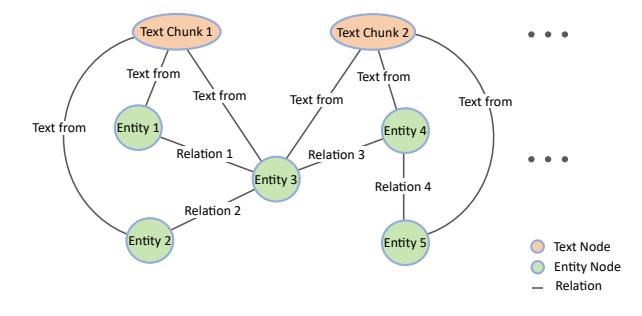 Text Chunk 1
Text Chunk 2
Text from
Text from
Text from
Text from
Text from
Text from
Entity 1
Entity 4
Relation 1
Relation 3
Entity 3
Relation 4
Relation 2
Entity 2
Entity 5
Text Node
Entity Node
Relation